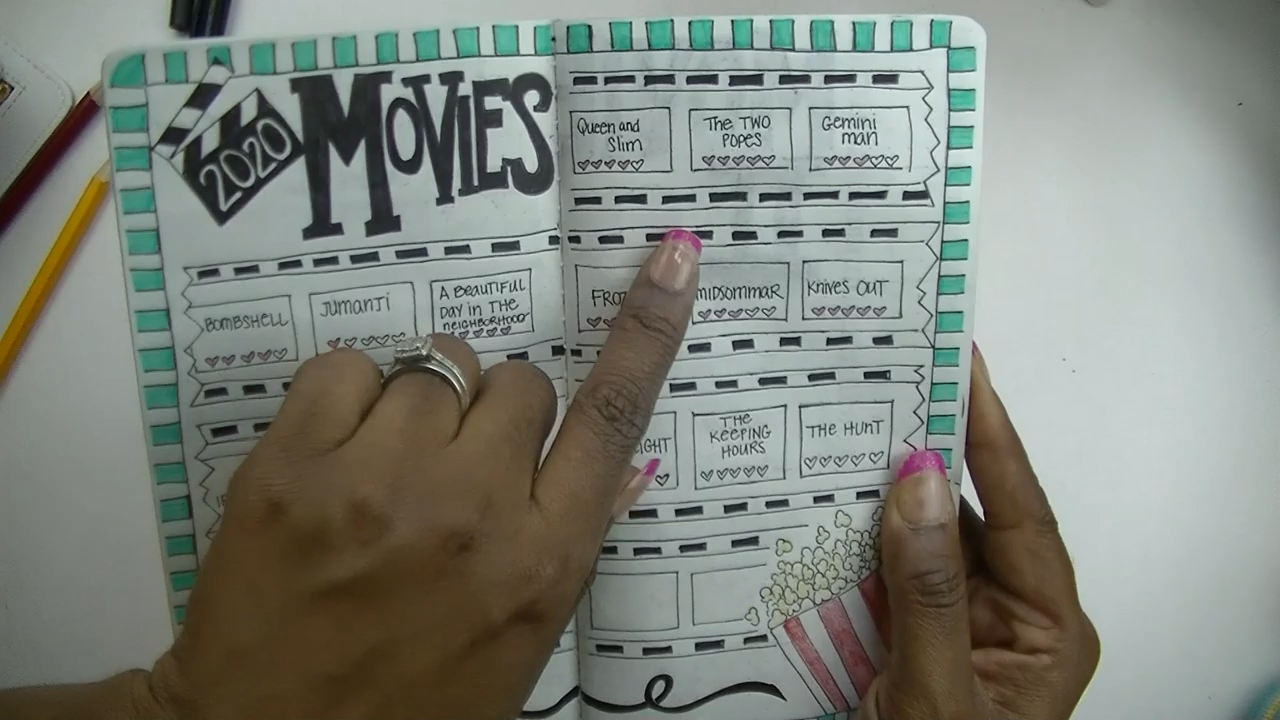 2020
MOVIES
BOMBSHELL
JUMANJI
A BEAUTIFUL
DAY in THE
NEIGHBORHOOD
Queen and
Slim
The TWO
POPES
Gemini
man
MIDSOMMAR
Knives OUT
THE
KEEPING
HOURS
THE HUNT